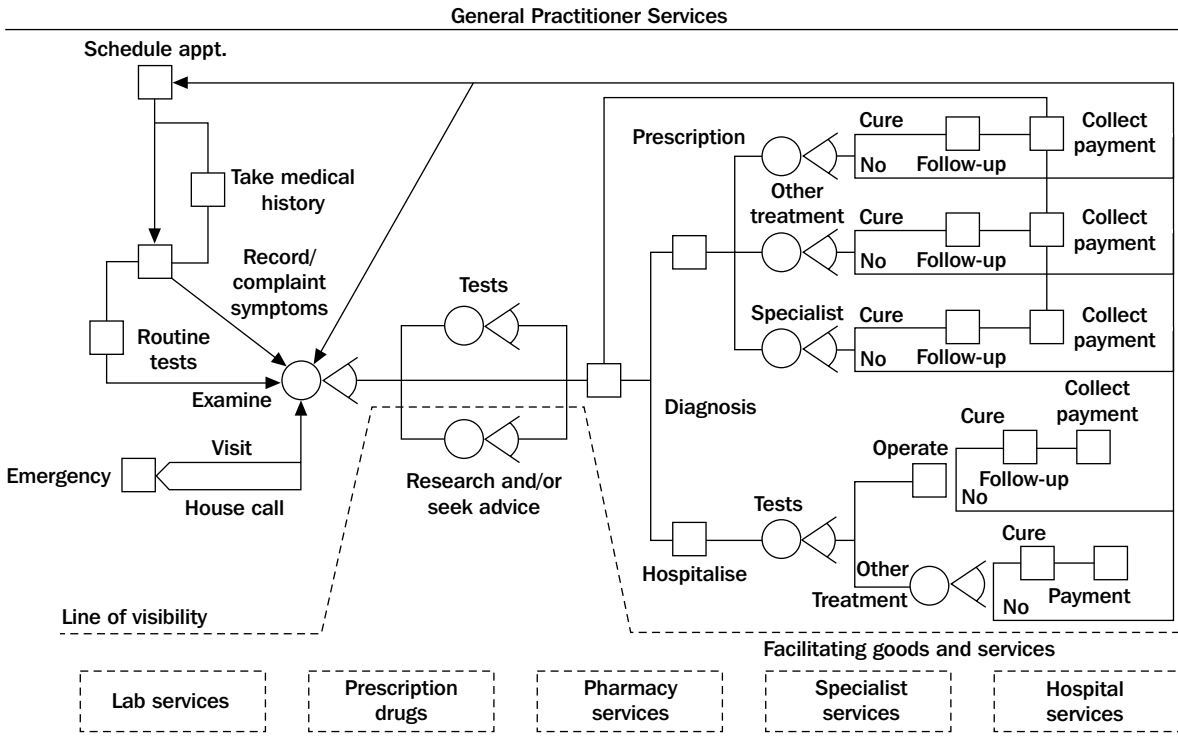 General Practitioner Services
Schedule appt.
Take medical
history
Record/
complaint
symptoms
Routine
tests
Examine
Emergency
Visit
House call
Tests
Research and/or
seek advice
Diagnosis
Prescription
Cure
No
Follow-up
Collect
payment
Other
treatment
Cure
No
Follow-up
Collect
payment
Specialist
Cure
No
Follow-up
Collect
payment
Operate
Cure
No
Follow-up
Collect
payment
Hospitalise
Tests
Other
Treatment
Cure
No
Payment
Line of visibility
Facilitating goods and services
Lab services
Prescription
drugs
Pharmacy
services
Specialist
services
Hospital
services